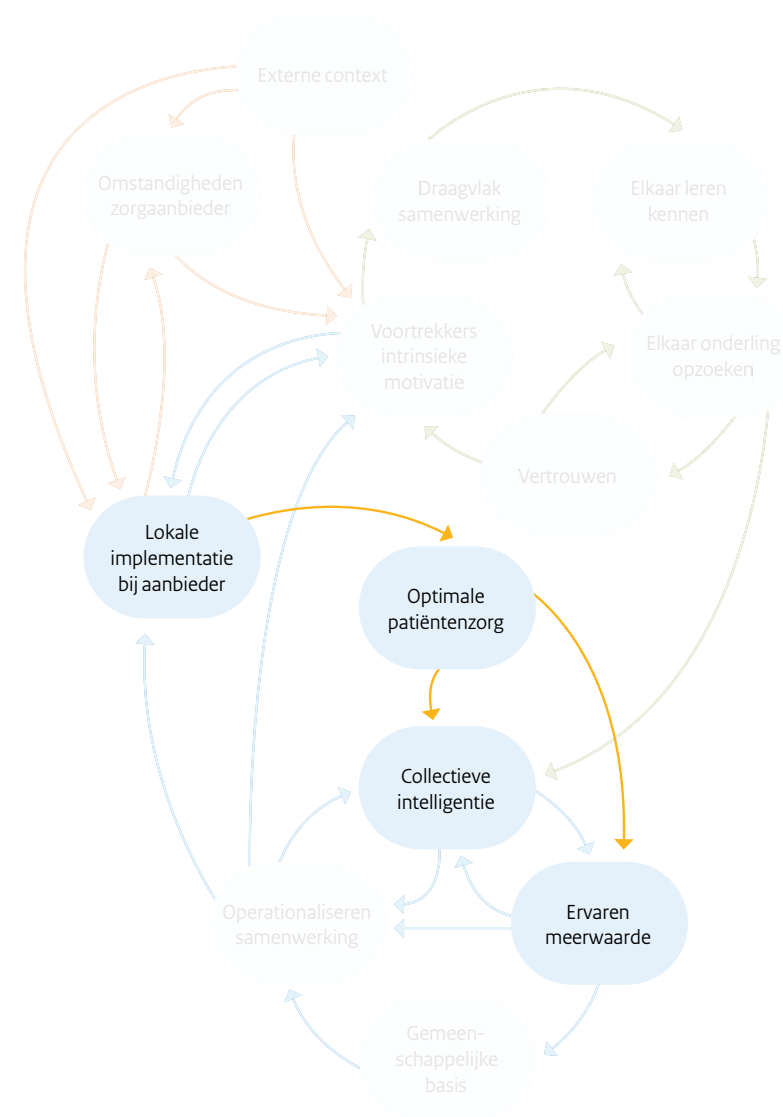 Externe context
Omstandigheden
zorgaanbieder
Draagvlak
samenwerking
Elkaar leren
kennen
Voortrekkers
intrinsieke
motivatie
Elkaar onderling
opzoeken
Vertrouwen
Lokale
implementatie
bij aanbieder
Optimale
patiëntenzorg
Collectieve
intelligentie
Operationaliseren
samenwerking
Ervaren
meerwaarde
Gemeen-
schappelijke
basis